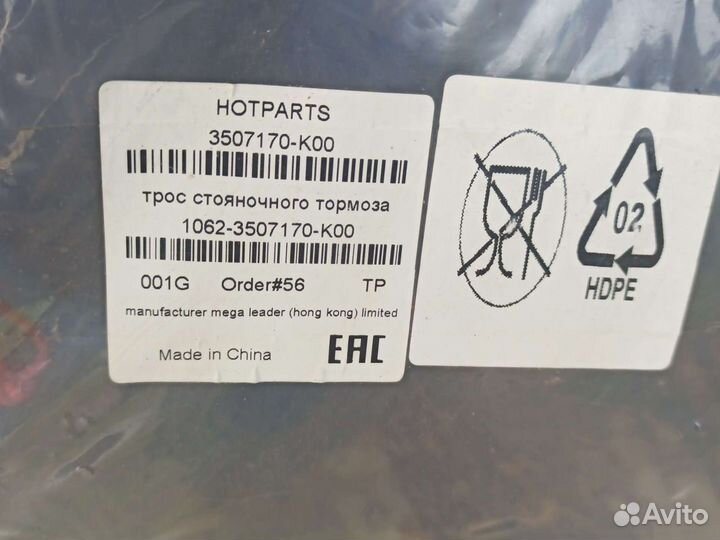 HOTPARTS
3507170-K00
трос стояночного тормоза
1062-3507170-K00
001G Order#56 TP
manufacturer mega leader (hong kong) limited
Made in China EAC
02
HDPE
Avito